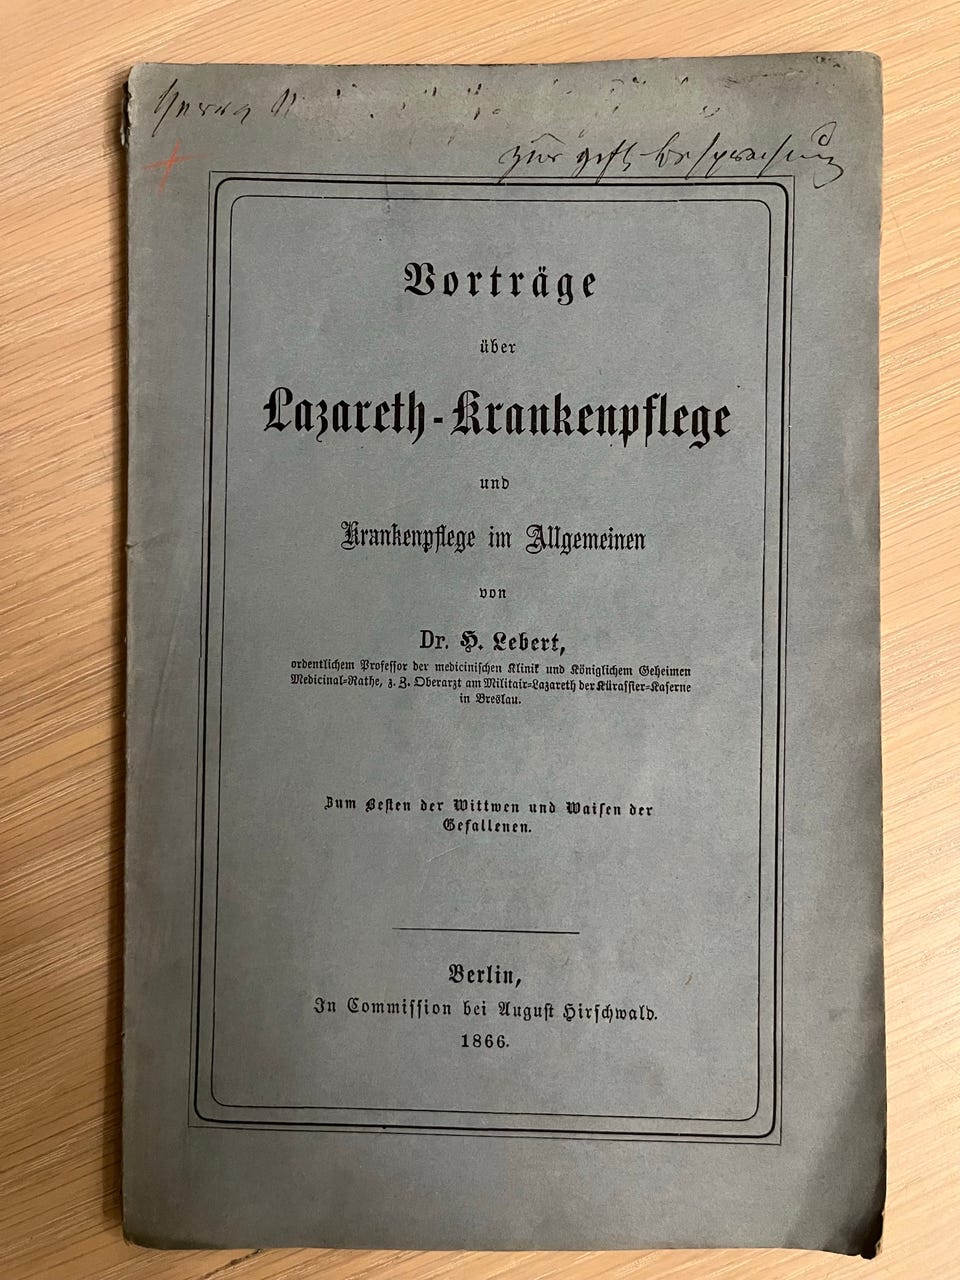 Herrn
zur gefl. Besprechung
Vorträge
über
Lazareth-Krankenpflege
und
Krankenpflege im Allgemeinen
von
Dr. H. Lebert,
ordentlichem Professor der medicinischen Klinik und Königlichem Geheimen
Medicinal-Rathe, z. Z. Oberarzt am Militair-Lazareth der Kürassier-Kaserne
in Breslau.
Zum Besten der Wittwen und Waisen der
Gefallenen.
Berlin,
In Commission bei August Hirschwald.
1866.